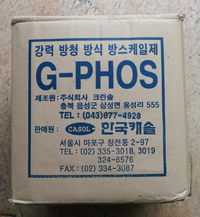 강력 방청 방식 방스케일제
G-PHOS
제조원 : 주식회사 크린솔
충북 음성군 삼성면 용성리 555
TEL : (043)877-4928
판매원 : CASOL 한국캐솔
서울시 마포구 창전동 2-97
TEL : (02) 335-3018, 3019
324-6576
FAX : (02) 334-3087